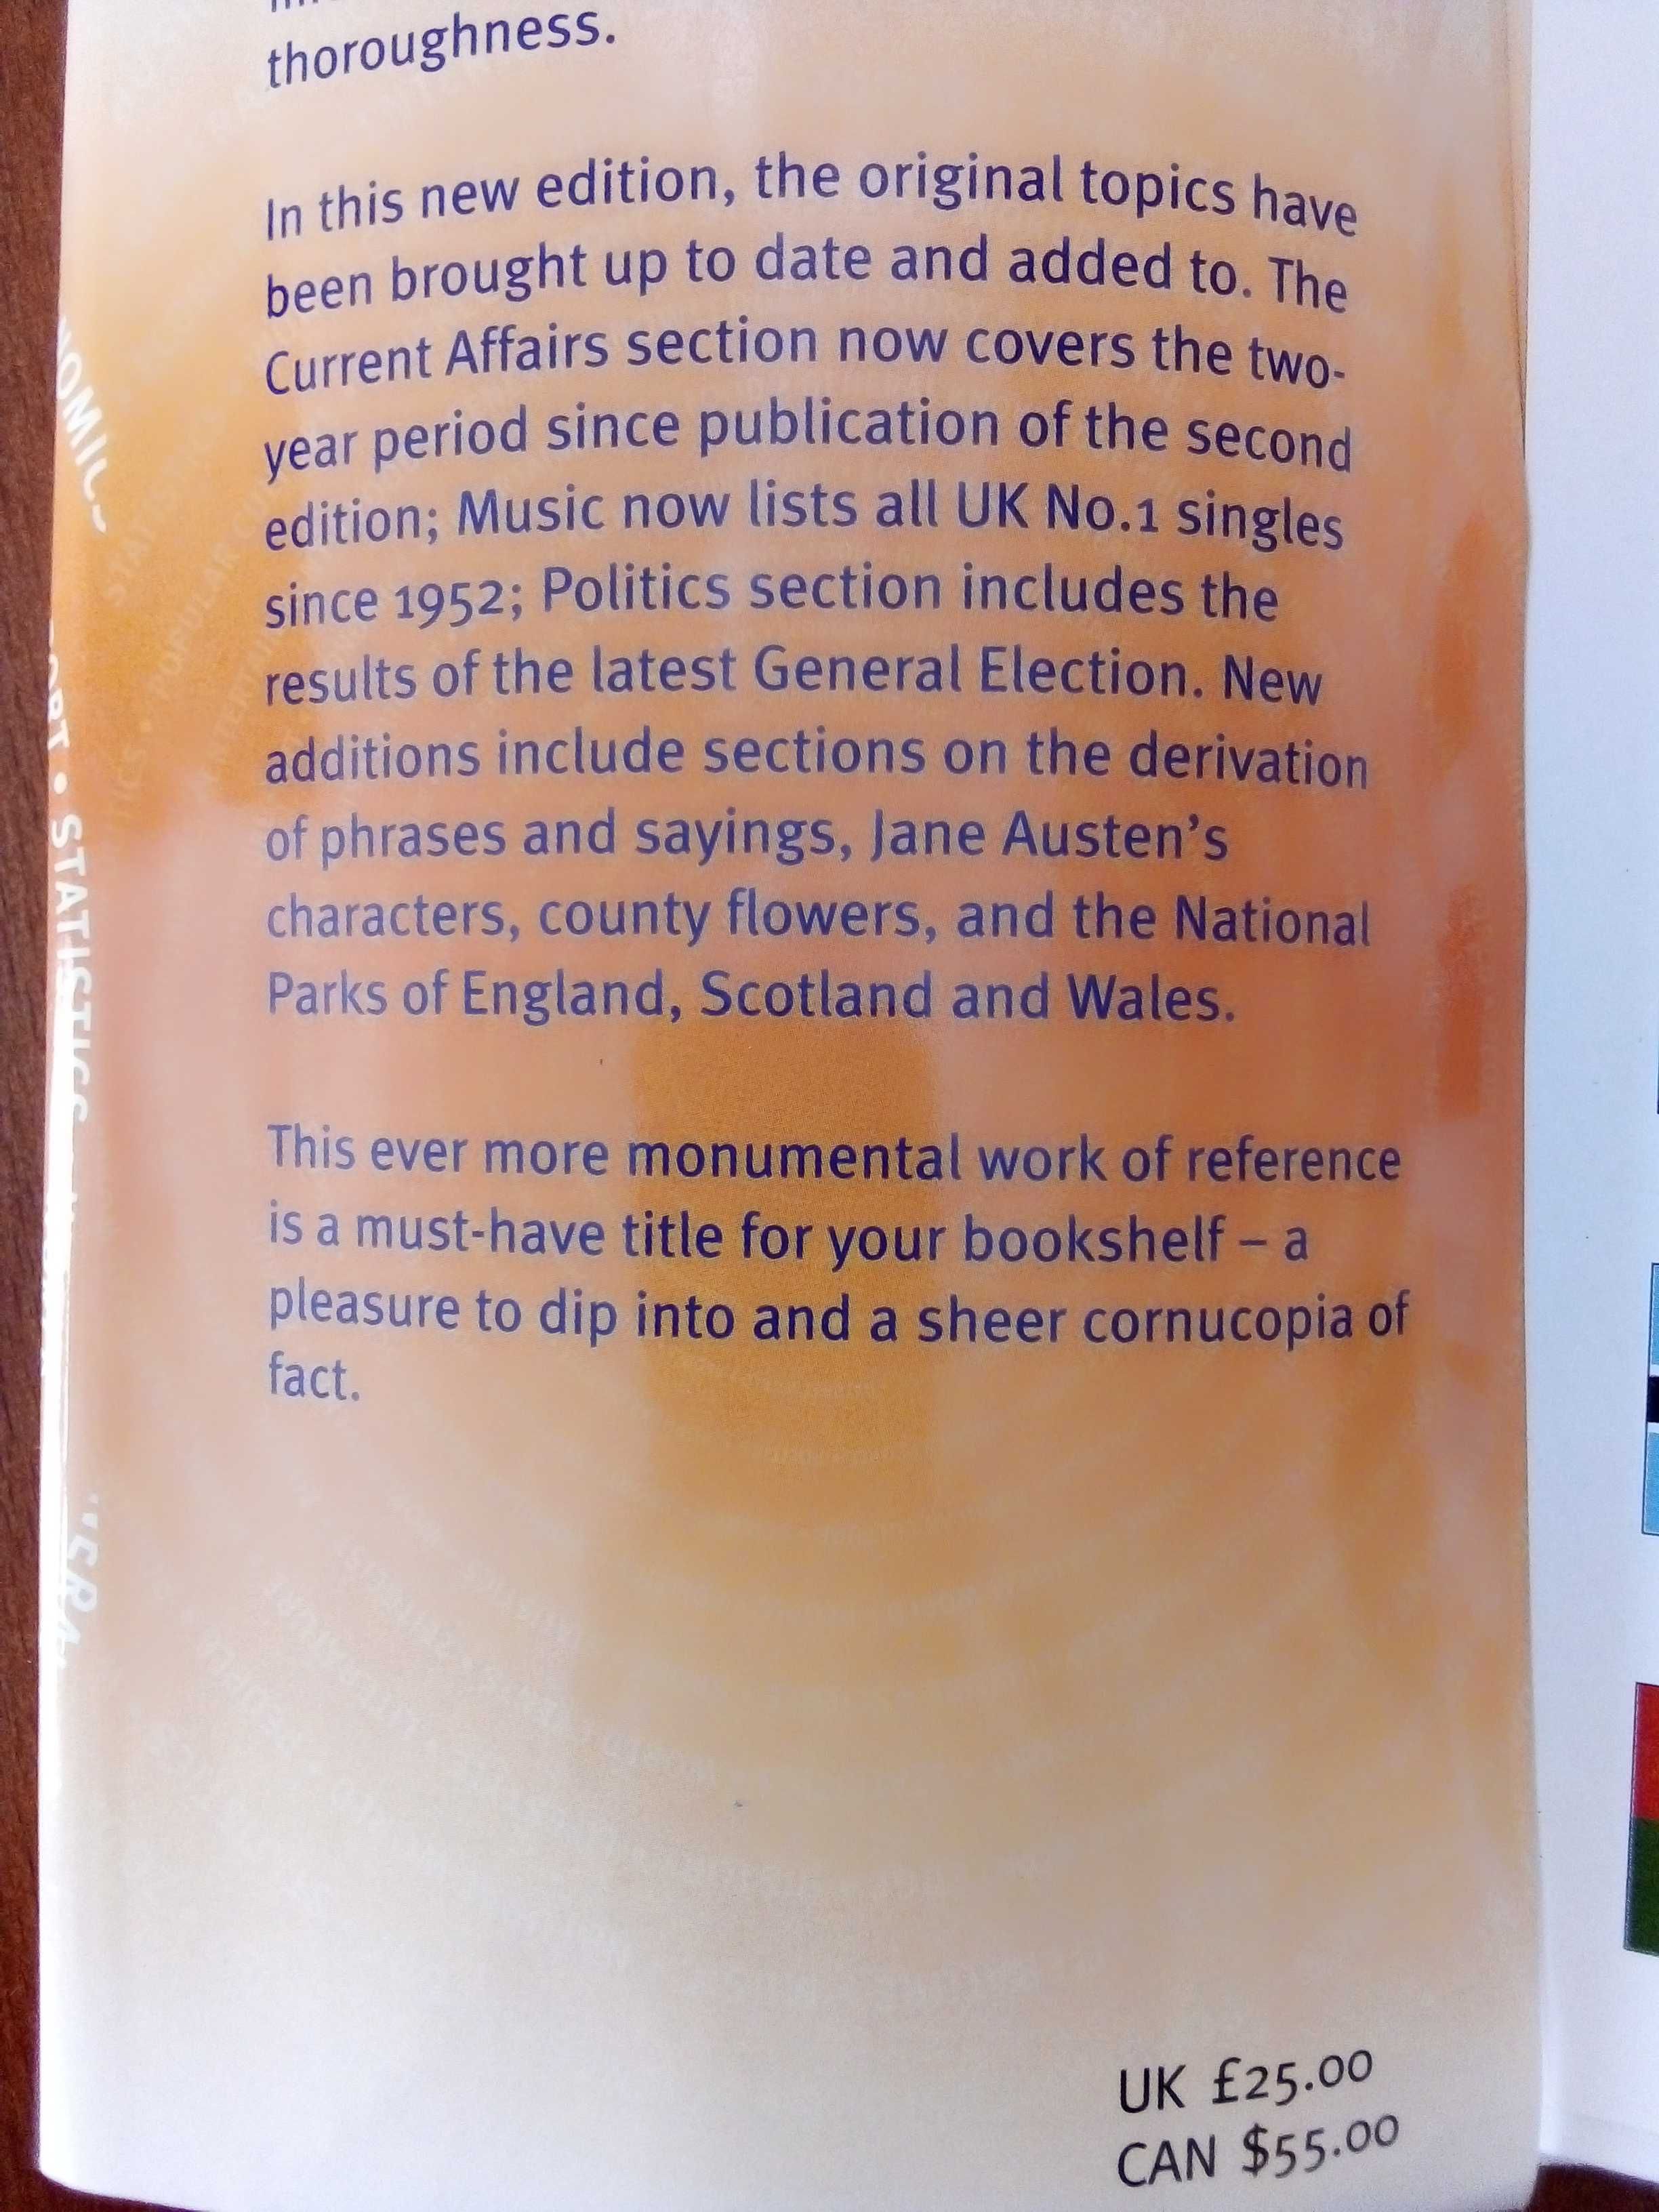 thoroughness.
In this new edition, the original topics have
been brought up to date and added to. The
Current Affairs section now covers the two-
year period since publication of the second
edition; Music now lists all UK No.1 singles
since 1952; Politics section includes the
results of the latest General Election. New
additions include sections on the derivation
of phrases and sayings, Jane Austen's
characters, county flowers, and the National
Parks of England, Scotland and Wales.
This ever more monumental work of reference
is a must-have title for your bookshelf – a
pleasure to dip into and a sheer cornucopia of
fact.
UK £25.00
CAN $55.00
STATISTICS